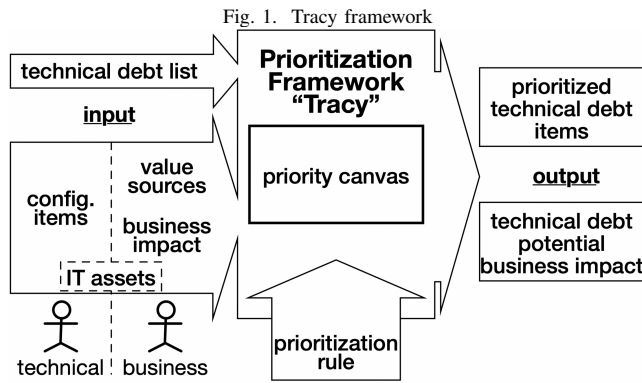 Fig. 1. Tracy framework
technical debt list
input
config.
items
value
sources
business
impact
IT assets
technical
business
Prioritization
Framework
“Tracy”
priority canvas
prioritization
rule
prioritized
technical debt
items
output
technical debt
potential
business impact